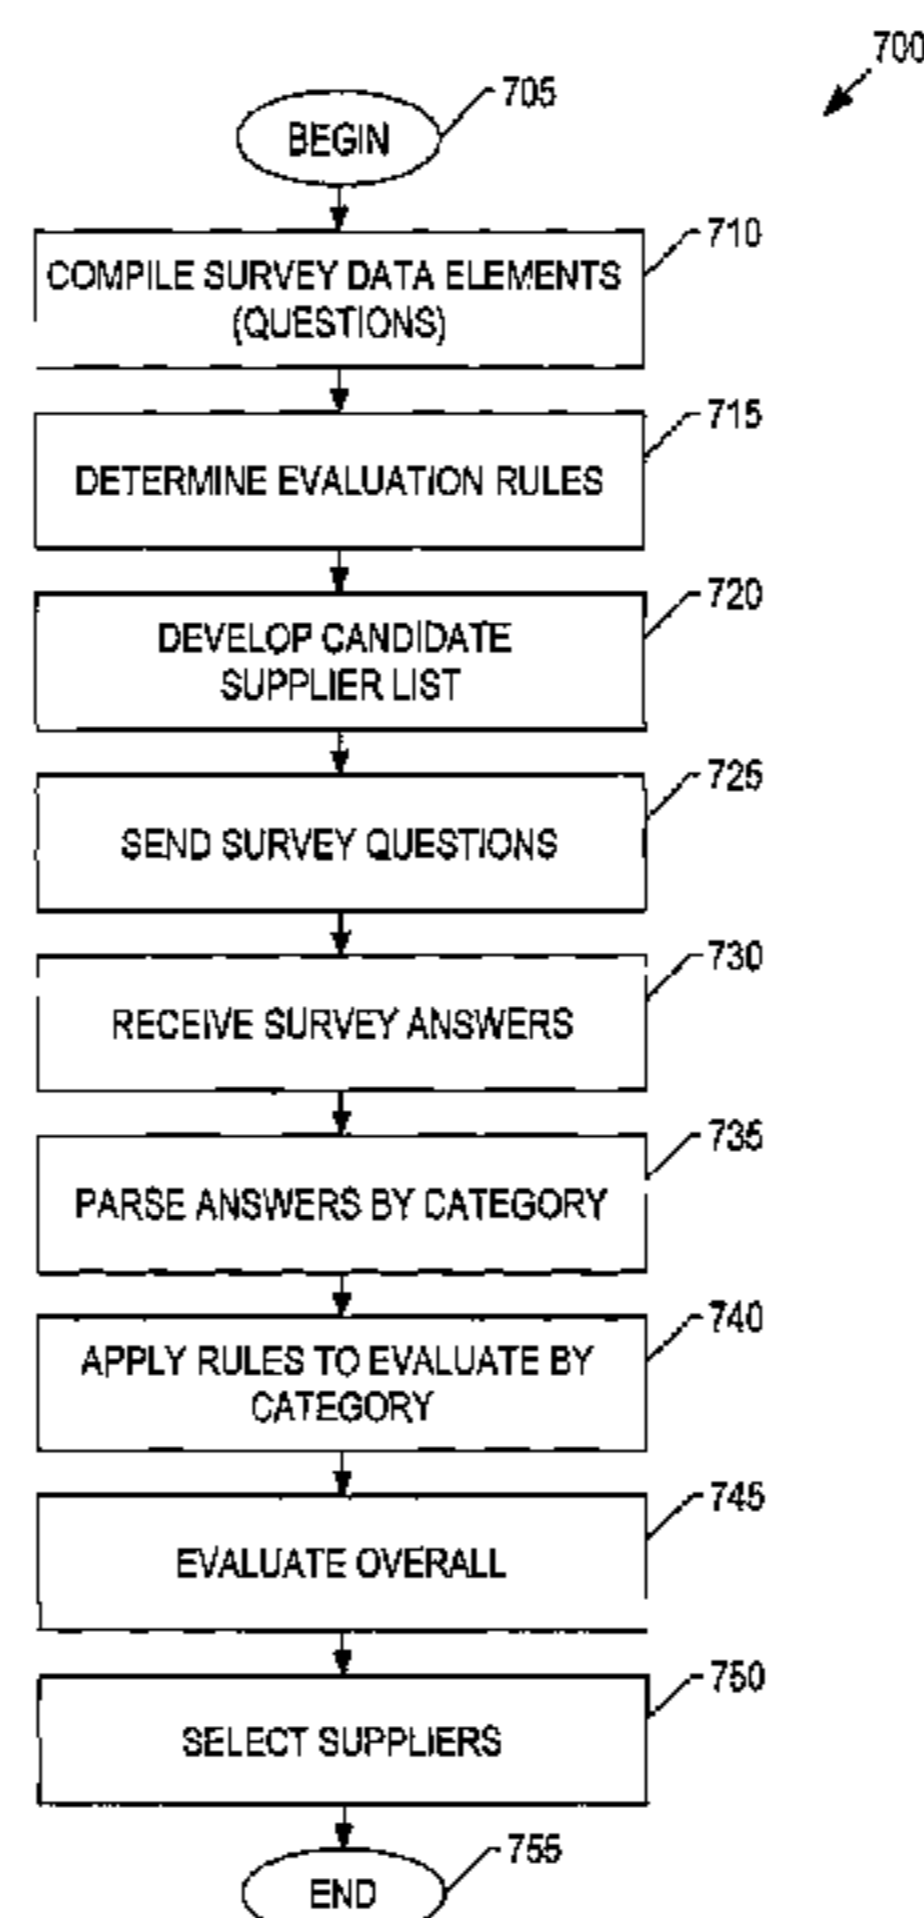 700
705
BEGIN
710
COMPILE SURVEY DATA ELEMENTS
(QUESTIONS)
715
DETERMINE EVALUATION RULES
720
DEVELOP CANDIDATE
SUPPLIER LIST
725
SEND SURVEY QUESTIONS
730
RECEIVE SURVEY ANSWERS
735
PARSE ANSWERS BY CATEGORY
740
APPLY RULES TO EVALUATE BY
CATEGORY
745
EVALUATE OVERALL
750
SELECT SUPPLIERS
755
END